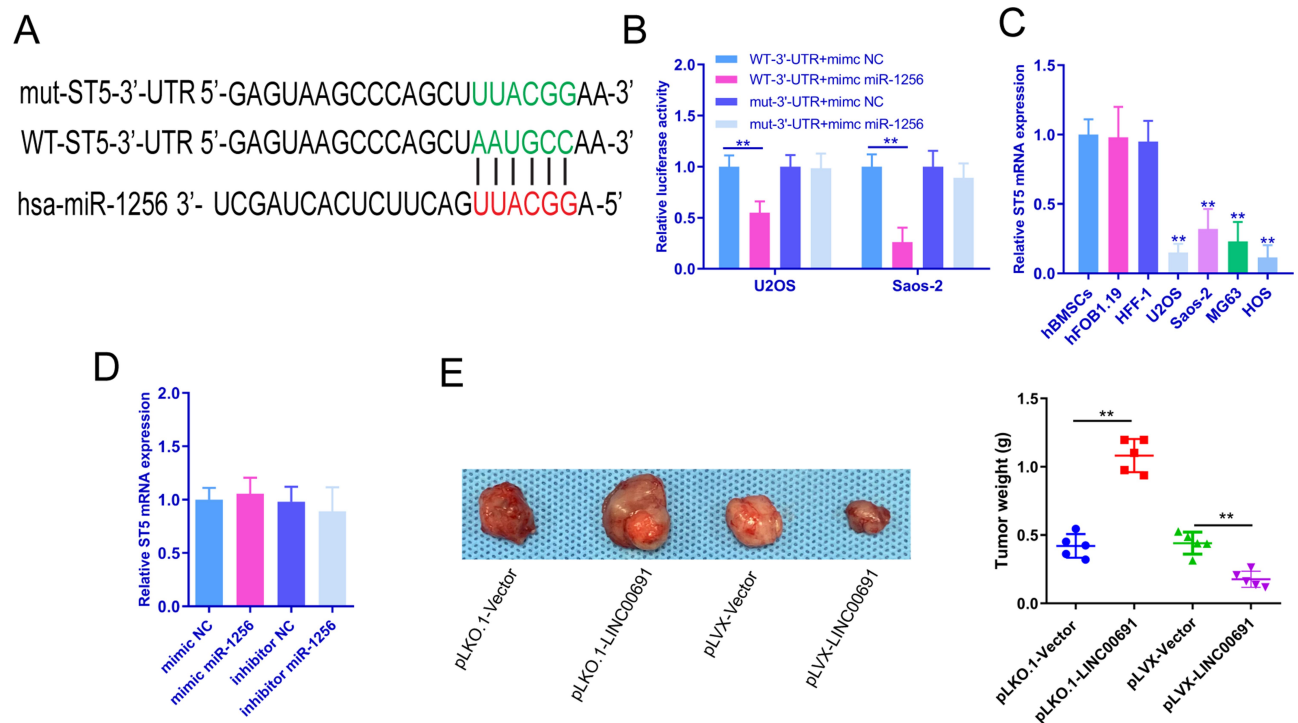 A
mut-ST5-3’-UTR 5’-GAGUAAGCCCAGCUUUACGGAA-3’
WT-ST5-3’-UTR 5’-GAGUAAGCCCAGCUAAUGCCAA-3’
hsa-miR-1256 3’- UCGAUCACUCUUCAGUUACGGA-5’
B
WT-3'-UTR+mimc NC
WT-3'-UTR+mimc miR-1256
mut-3'-UTR+mimc NC
mut-3'-UTR+mimc miR-1256
Relative luciferase activity
2.0
1.5
1.0
0.5
0.0
**
**
U2OS
Saos-2
C
Relative ST5 mRNA expression
1.5
1.0
0.5
0.0
**
**
**
**
hBMSCs
hFOB1.19
HFF-1
U2OS
Saos-2
MG63
HOS
D
Relative ST5 mRNA expression
2.0
1.5
1.0
0.5
0.0
mimic NC
mimic miR-1256
inhibitor NC
inhibitor miR-1256
E
pLKO.1-Vector
pLKO.1-LINC00691
pLVX-Vector
pLVX-LINC00691
Tumor weight (g)
1.5
1.0
0.5
0.0
**
**
pLKO.1-Vector
pLKO.1-LINC00691
pLVX-Vector
pLVX-LINC00691